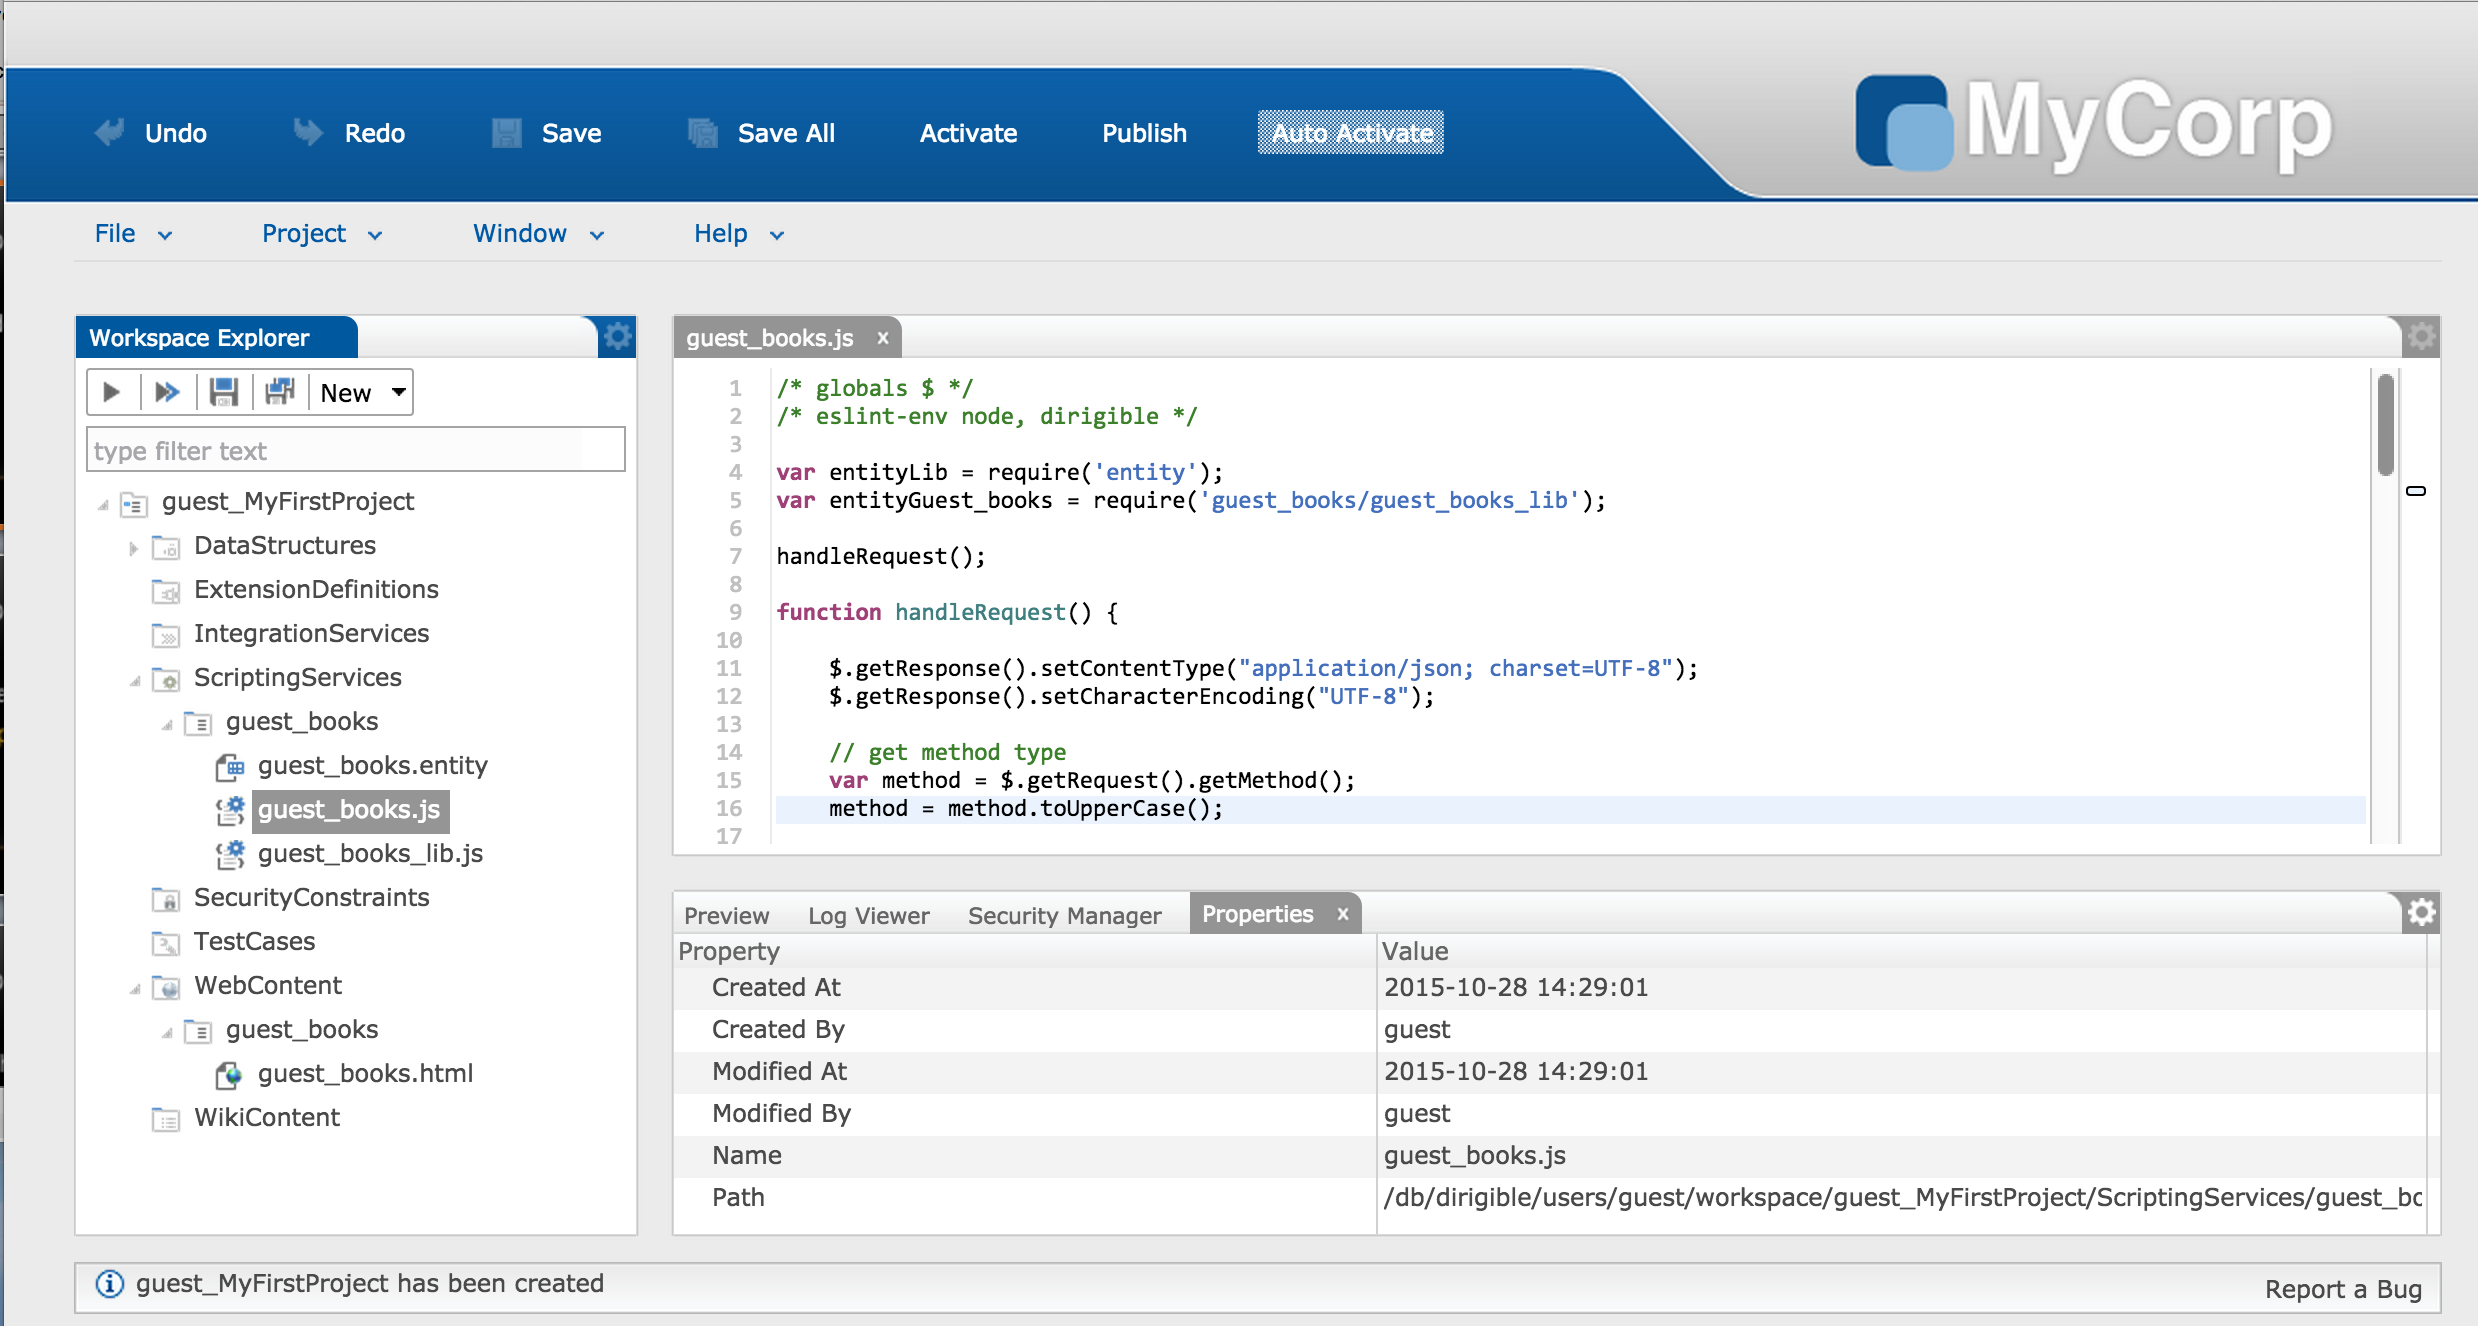 Undo Redo Save Save All Activate Publish Auto Activate
MyCorp
File Project Window Help
Workspace Explorer
New
type filter text
guest_MyFirstProject
DataStructures
ExtensionDefinitions
IntegrationServices
ScriptingServices
guest_books
guest_books.entity
guest_books.js
guest_books_lib.js
SecurityConstraints
TestCases
WebContent
guest_books
guest_books.html
WikiContent
guest_books.js x
1 /* globals $ */
2 /* eslint-env node, dirigible */
3
4 var entityLib = require('entity');
5 var entityGuest_books = require('guest_books/guest_books_lib');
6
7 handleRequest();
8
9 function handleRequest() {
10
11 $.getResponse().setContentType("application/json; charset=UTF-8");
12 $.getResponse().setCharacterEncoding("UTF-8");
13
14 // get method type
15 var method = $.getRequest().getMethod();
16 method = method.toUpperCase();
17
Preview Log Viewer Security Manager Properties x
Property Value
Created At 2015-10-28 14:29:01
Created By guest
Modified At 2015-10-28 14:29:01
Modified By guest
Name guest_books.js
Path /db/dirigible/users/guest/workspace/guest_MyFirstProject/ScriptingServices/guest_bo
guest_MyFirstProject has been created
Report a Bug